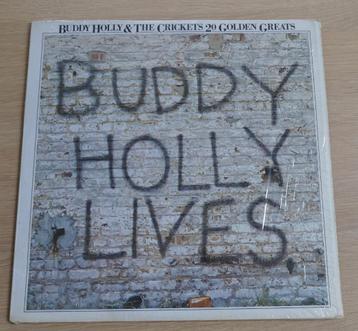 BUDDY HOLLY & THE CRICKETS 20 GOLDEN GREATS
BUDDY
HOLLY
LIVES.